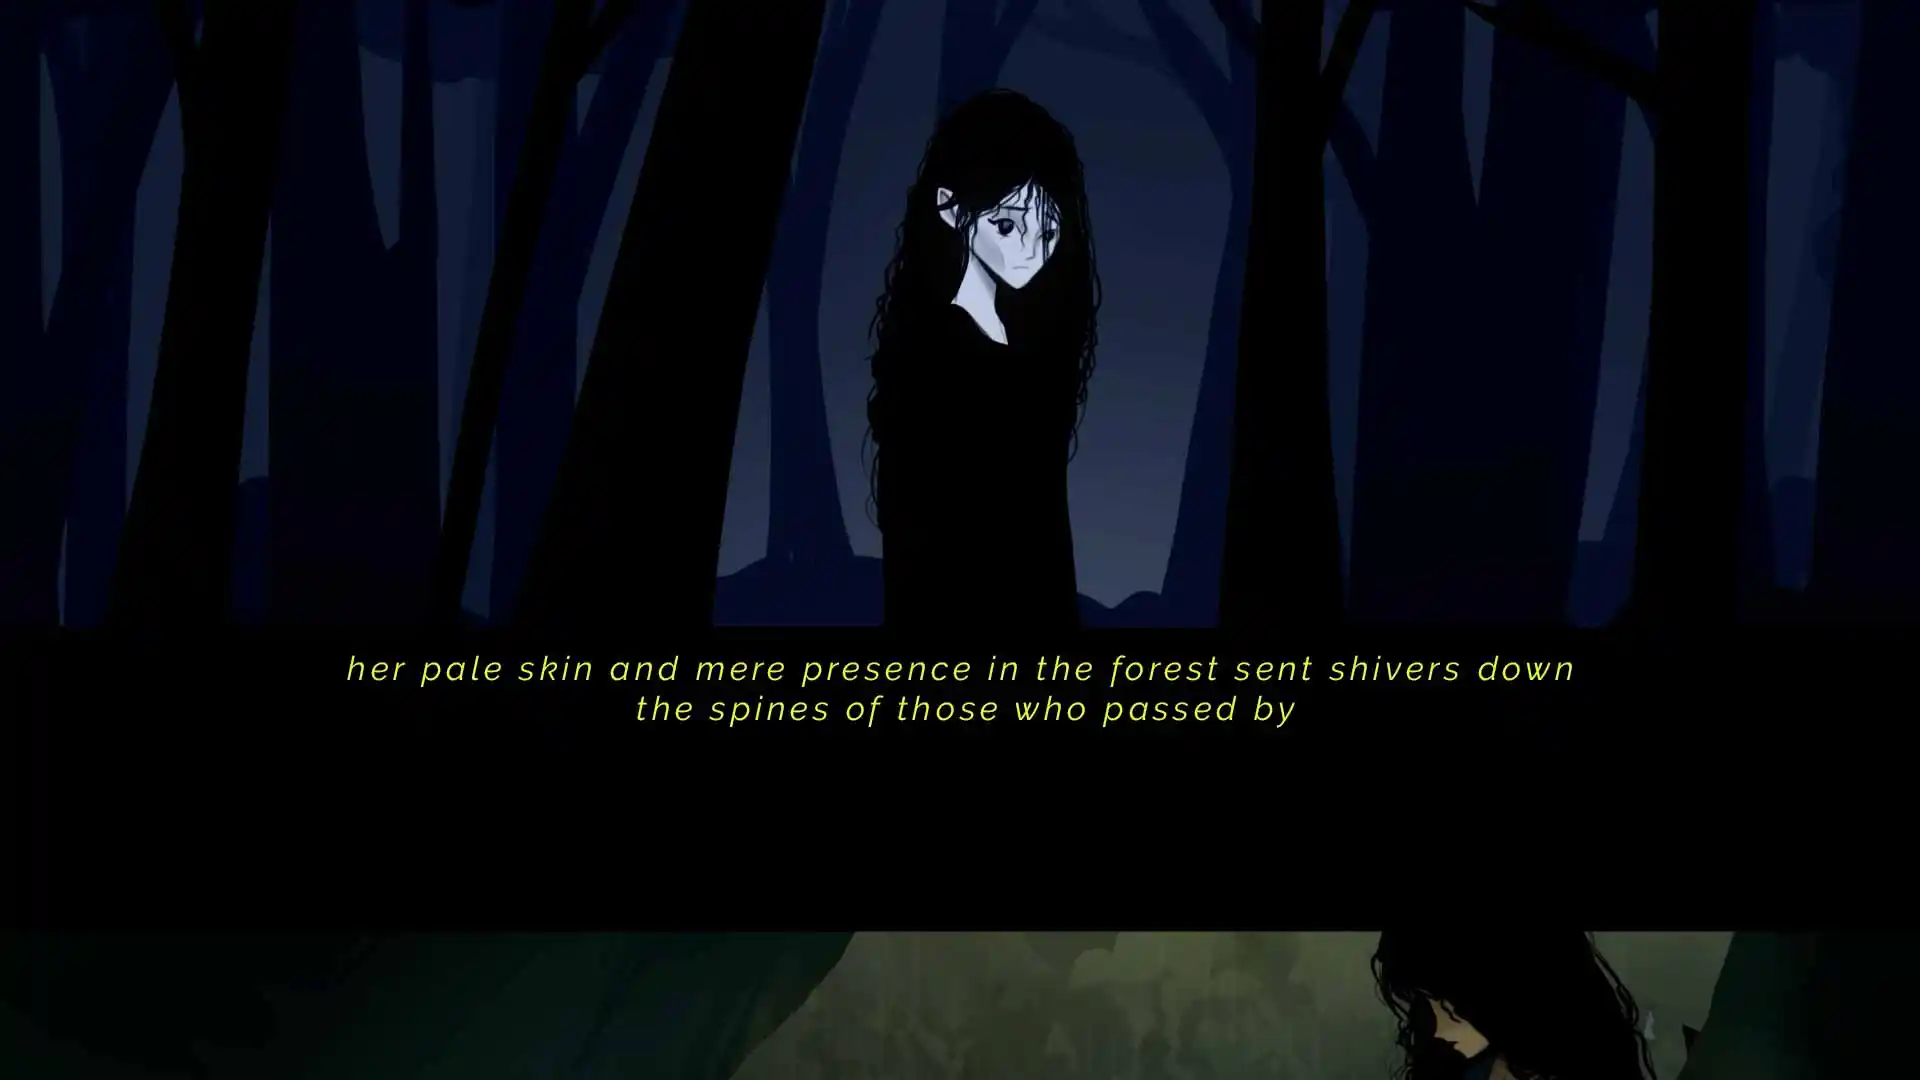 her pale skin and mere presence in the forest sent shivers down
the spines of those who passed by